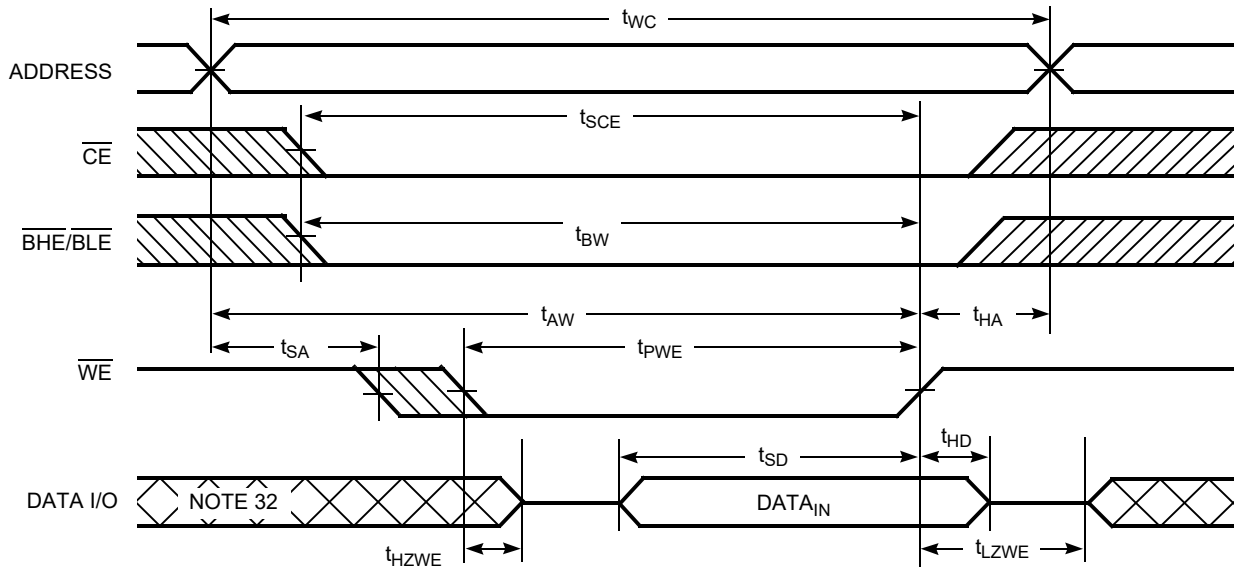 tWC
ADDRESS
tSCE
CE
BHE/BLE
tBW
tAW
tHA
tSA
tPWE
WE
tHD
tSD
DATA I/O
NOTE 32
DATAIN
tHZWE
tLZWE